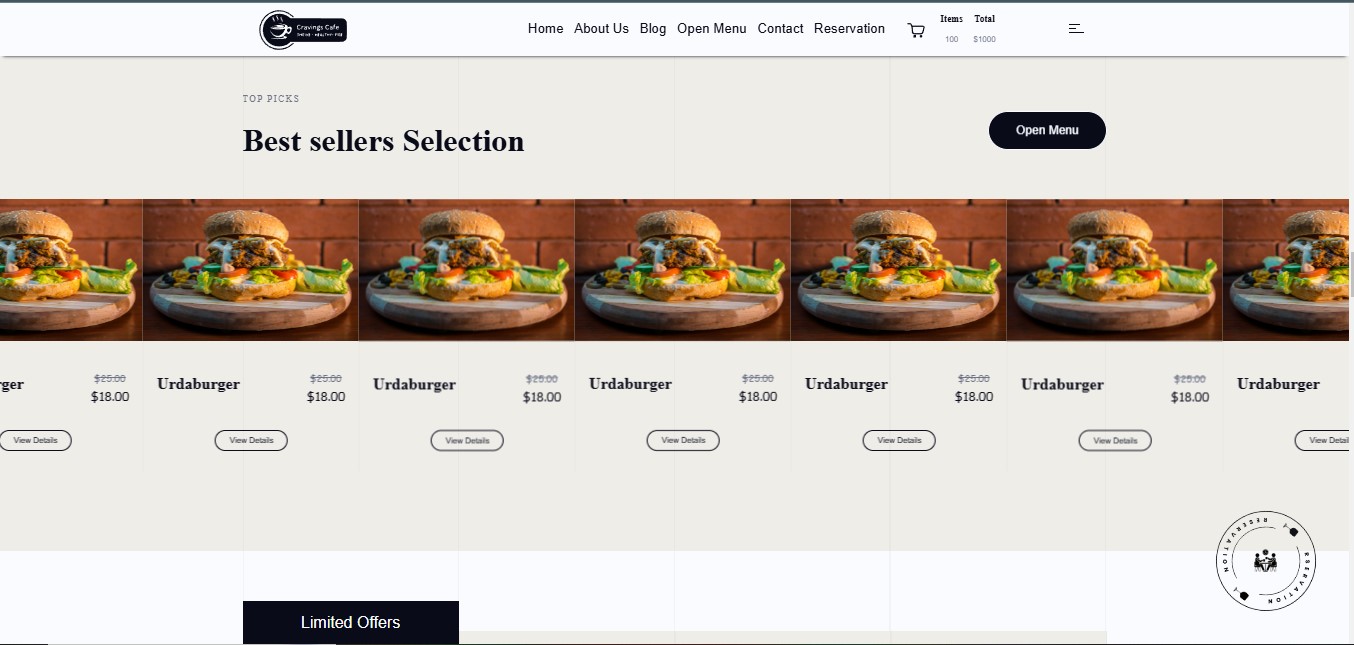 Cravings Cafe
Home About Us Blog Open Menu Contact Reservation
Items Total
100 $1000
TOP PICKS
Best sellers Selection
Open Menu
ger $25.00 $18.00
Urdaburger $25.00 $18.00
Urdaburger $25.00 $18.00
Urdaburger $25.00 $18.00
Urdaburger $25.00 $18.00
Urdaburger $25.00 $18.00
Urdaburger
View Details
View Details
View Details
View Details
View Details
View Details
View Detai
RESERVATION
RSERVATION
Limited Offers